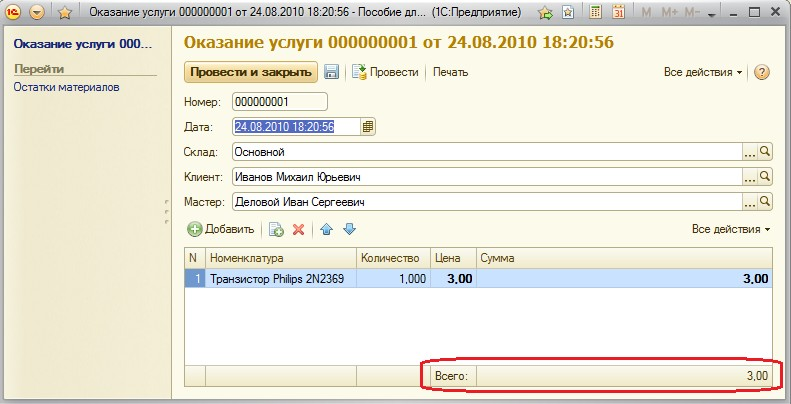 Оказание услуги 000000001 от 24.08.2010 18:20:56 - Пособие дл... (1С:Предприятие)
M M+ M-
Оказание услуги 000...
Перейти
Остатки материалов
Оказание услуги 000000001 от 24.08.2010 18:20:56
Провести и закрыть Провести Печать Все действия
Номер: 000000001
Дата: 24.08.2010 18:20:56
Склад: Основной
Клиент: Иванов Михаил Юрьевич
Мастер: Деловой Иван Сергеевич
Добавить Все действия
N Номенклатура Количество Цена Сумма
1 Транзистор Philips 2N2369 1,000 3,00 3,00
Всего: 3,00